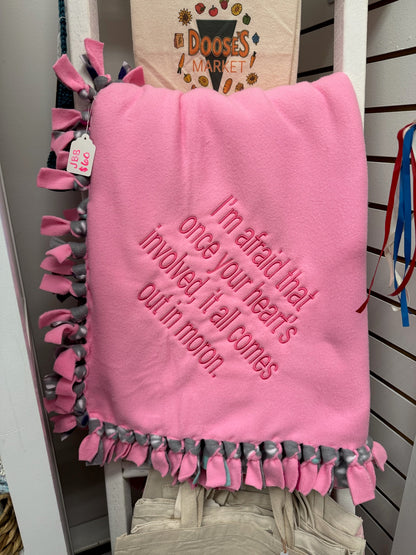 DOOSE'S
MARKET
JBB
$60
I'm afraid that
once your heart's
involved, it all comes
out in moron.